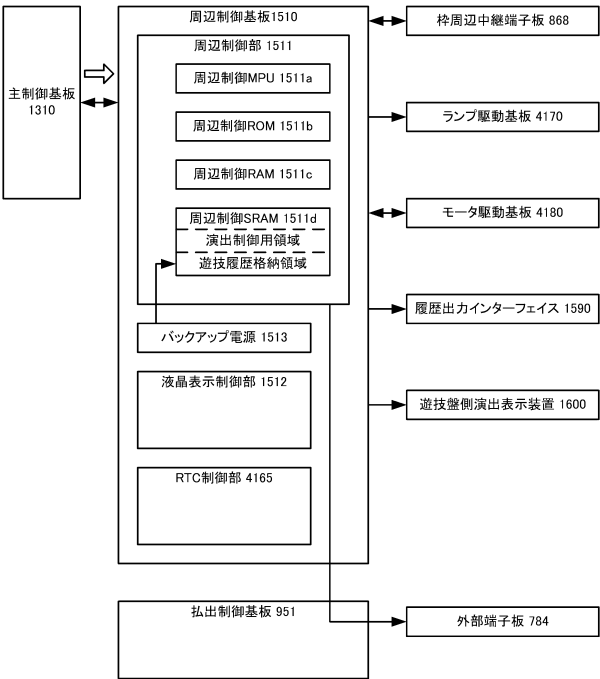 周辺制御基板1510
周辺制御部 1511
周辺制御MPU 1511a
周辺制御ROM 1511b
周辺制御RAM 1511c
周辺制御SRAM 1511d
演出制御用領域
遊技履歴格納領域
バックアップ電源 1513
液晶表示制御部 1512
RTC制御部 4165
主制御基板
1310
枠周辺中継端子板 868
ランプ駆動基板 4170
モータ駆動基板 4180
履歴出力インターフェイス 1590
遊技盤側演出表示装置 1600
払出制御基板 951
外部端子板 784